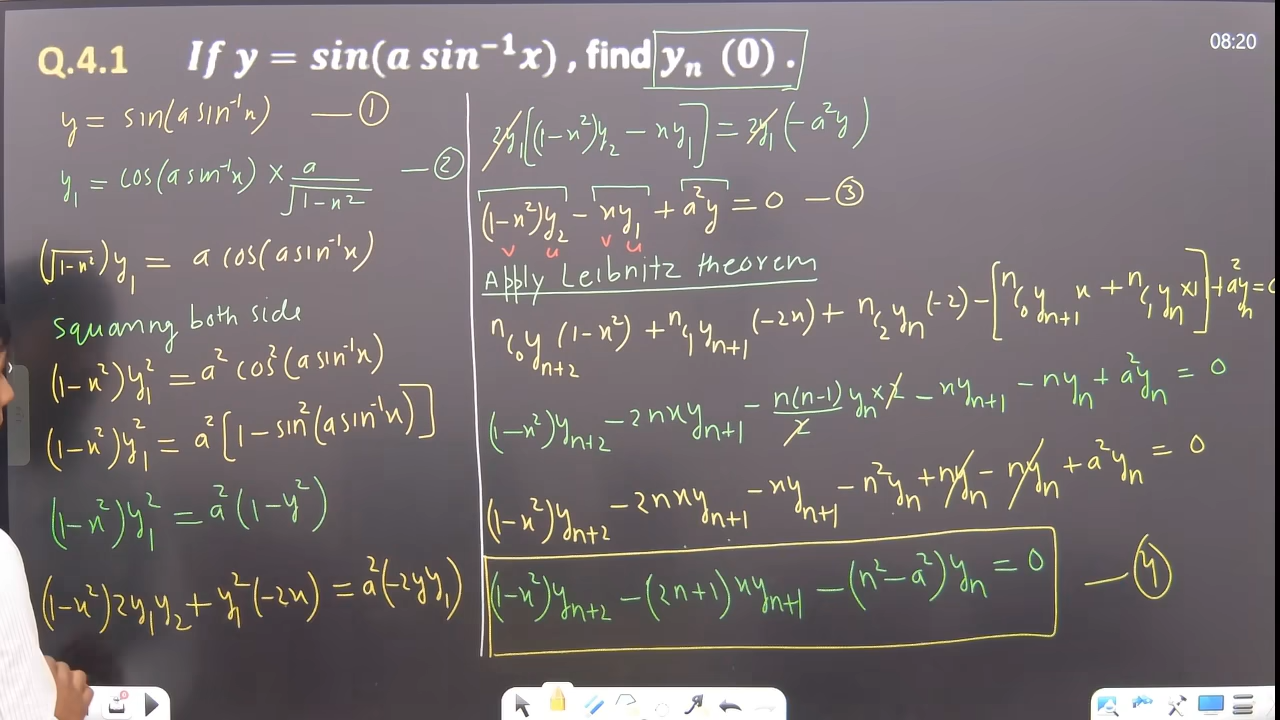 Q.4.1 If y = sin(a sin⁻¹x) , find yₙ (0) .
08:20
y = sin(a sin⁻¹x) — ①
y₁ = cos(a sin⁻¹x) × a/√(1-x²) — ②
(√(1-x²))y₁ = a cos(a sin⁻¹x)
squaring both side
(1-x²)y₁² = a² cos²(a sin⁻¹x)
(1-x²)y₁² = a²[1 - sin²(a sin⁻¹x)]
(1-x²)y₁² = a²(1-y²)
(1-x²)2y₁y₂ + y₁²(-2x) = a²(-2yy₁)
2y₁[(1-x²)y₂ - xy₁] = 2y₁(-a²y)
(1-x²)y₂ - xy₁ + a²y = 0 — ③
v u v u
Apply Leibnitz theorem
ⁿC₀yₙ₊₂(1-x²) + ⁿC₁yₙ₊₁(-2x) + ⁿC₂yₙ(-2) - [ⁿC₀yₙ₊₁x + ⁿC₁yₙ×1] + a²yₙ = 0
(1-x²)yₙ₊₂ - 2nxyₙ₊₁ - n(n-1)/2 yₙ×2 - xyₙ₊₁ - nyₙ + a²yₙ = 0
(1-x²)yₙ₊₂ - 2nxyₙ₊₁ - xyₙ₊₁ - n²yₙ + nyₙ - nyₙ + a²yₙ = 0
(1-x²)yₙ₊₂ - (2n+1)xyₙ₊₁ - (n²-a²)yₙ = 0 — ④